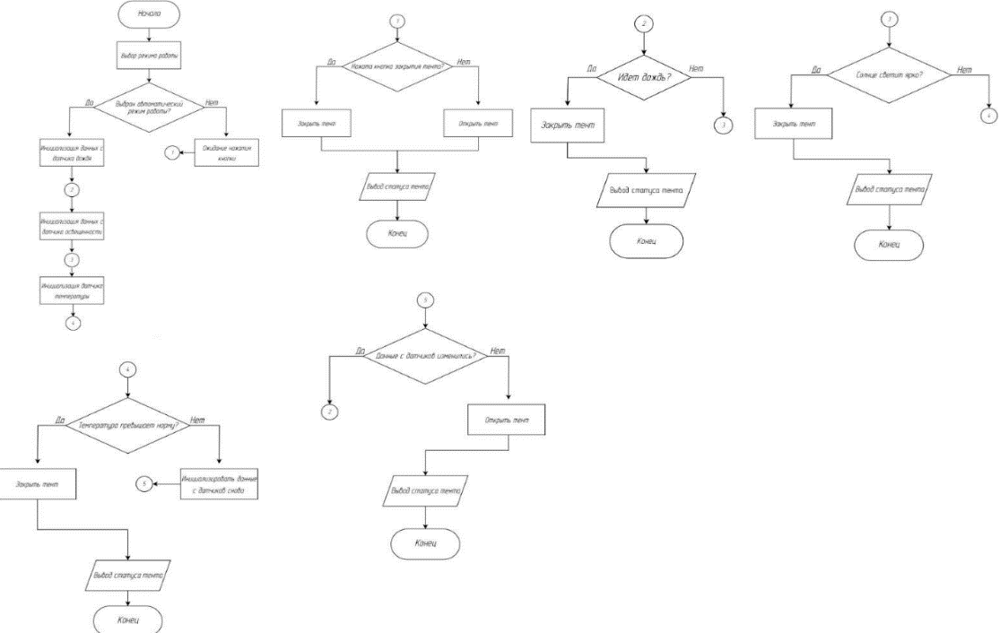 Начало
Выбор режима работы
Выбран автоматический
режим работы?
Да
Нет
Инициализация данных с
датчика дождя
Ожидание нажатия
кнопки
1
2
Инициализация данных с
датчика освещенности
3
Инициализация датчика
температуры
4
1
Нажата кнопка закрытия тента?
Да
Нет
Закрыть тент
Открыть тент
Вывод статуса тента
Конец
2
Идет дождь?
Да
Нет
Закрыть тент
3
Вывод статуса тента
Конец
3
Солнце светит ярко?
Да
Нет
Закрыть тент
4
Вывод статуса тента
Конец
4
Температура превышает норму?
Да
Нет
Закрыть тент
5
Инициализировать данные
с датчиков снова
Вывод статуса тента
Конец
5
Данные с датчиков изменились?
Да
Нет
2
Открыть тент
Вывод статуса тента
Конец